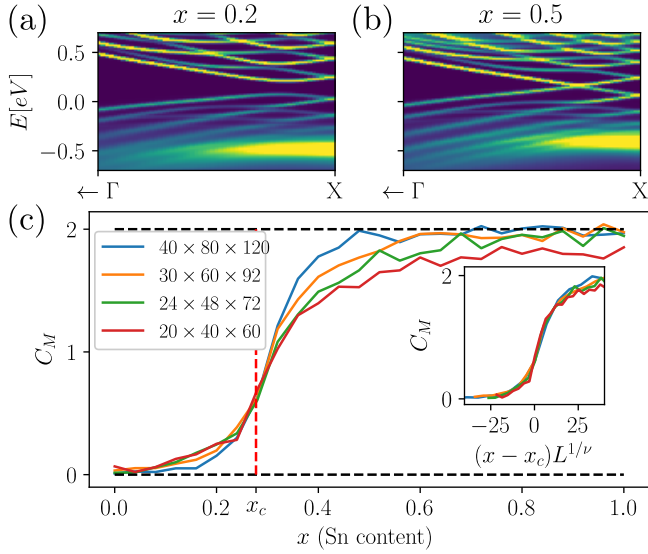 (a) x = 0.2
(b) x = 0.5
E[eV]
0.5
0.0
−0.5
← Γ X
← Γ X
(c)
C_M
2
1
0
40 × 80 × 120
30 × 60 × 92
24 × 48 × 72
20 × 40 × 60
C_M
2
0
−25 0 25
(x − x_c)L^{1/ν}
0.0 0.2 x_c 0.4 0.6 0.8 1.0
x (Sn content)